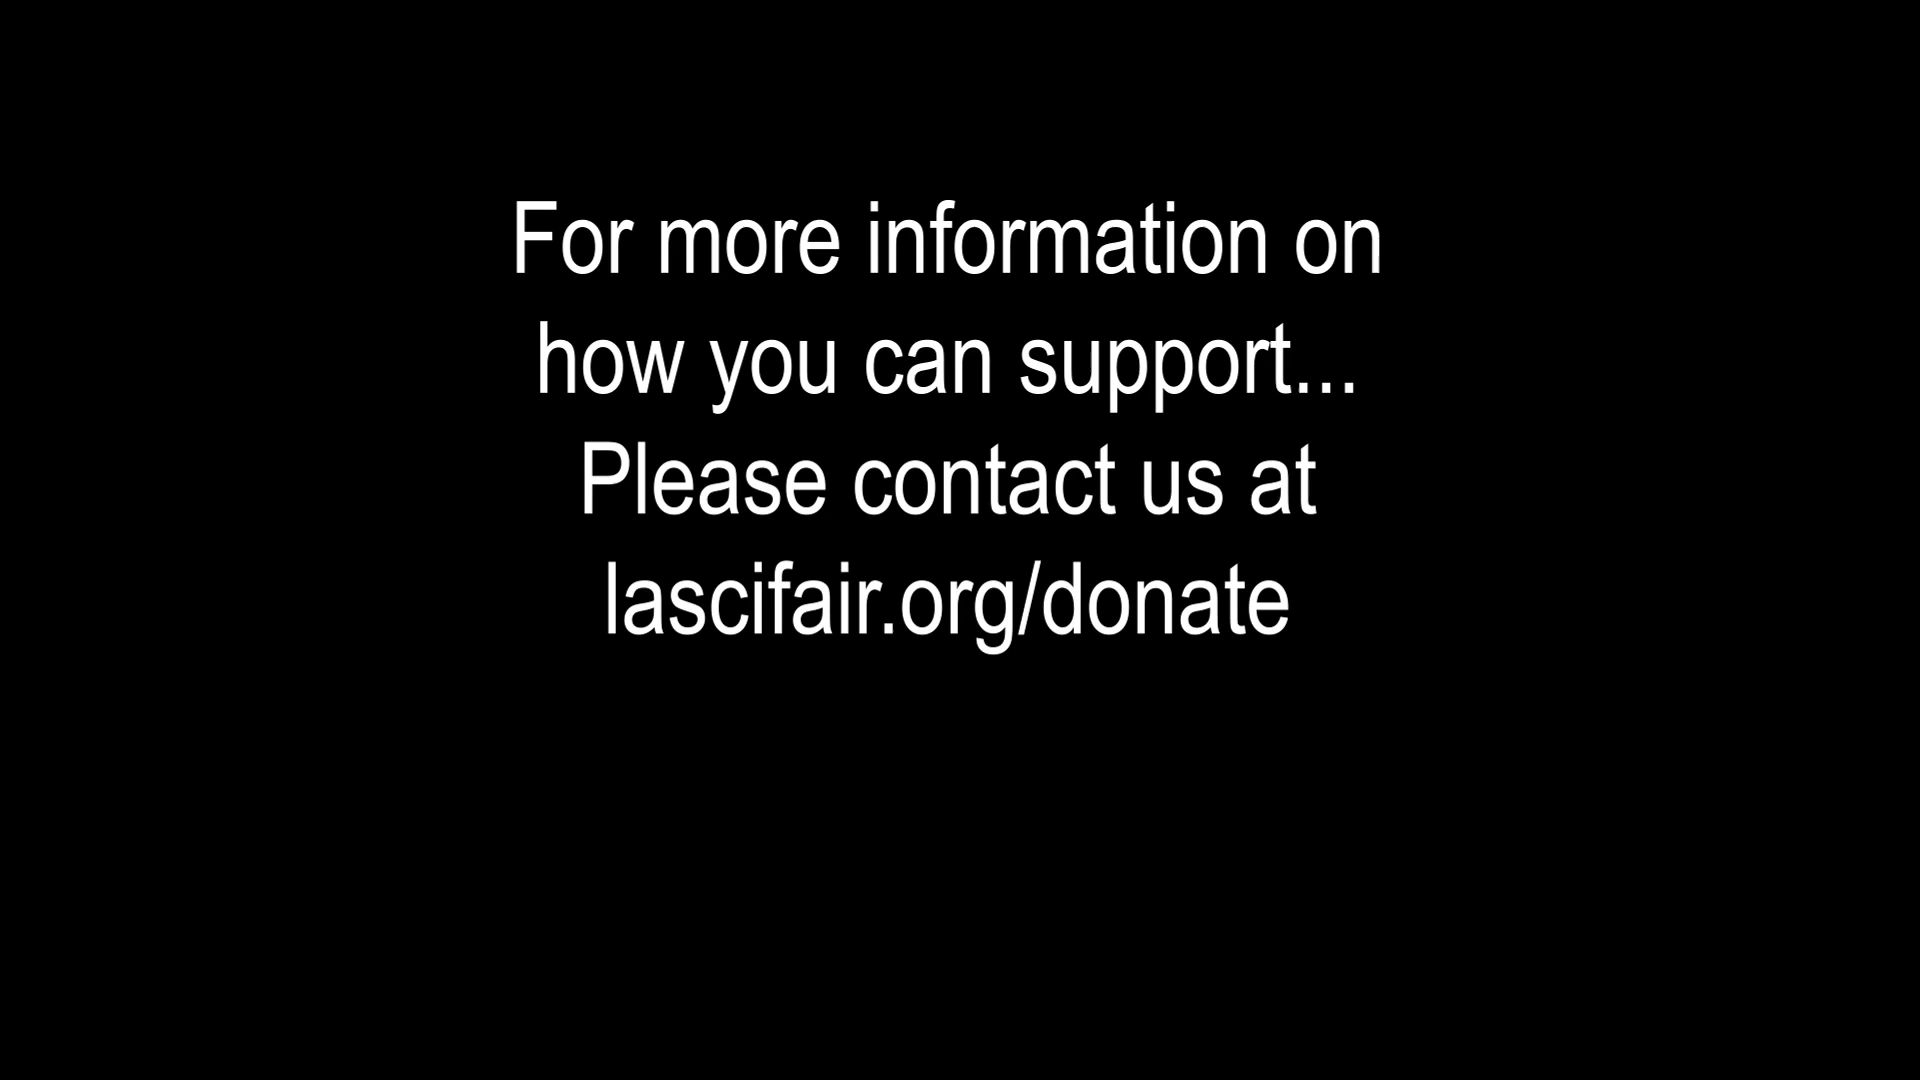 For more information on
how you can support...
Please contact us at
lascifair.org/donate